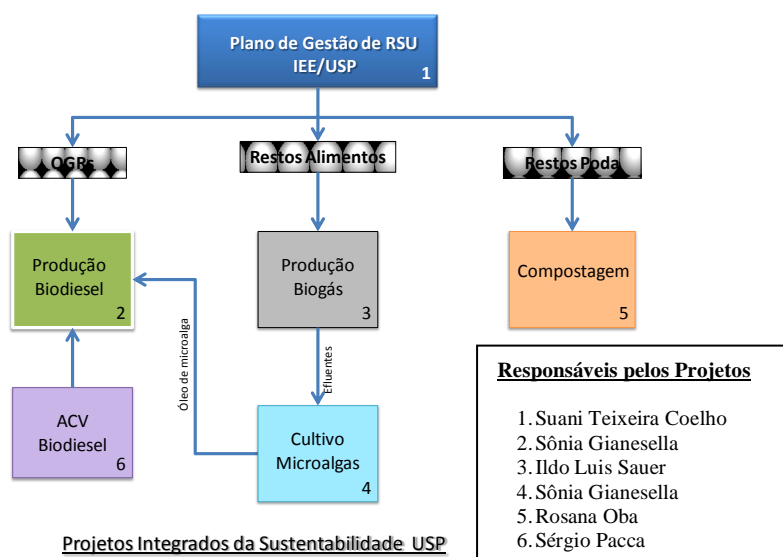 Plano de Gestão de RSU
IEE/USP
1
OGRs
Restos Alimentos
Restos Poda
Produção
Biodiesel
2
Produção
Biogás
3
Compostagem
5
Óleo de microalga
Efluentes
ACV
Biodiesel
6
Cultivo
Microalgas
4
Responsáveis pelos Projetos
1.Suani Teixeira Coelho
2.Sônia Gianesella
3.Ildo Luis Sauer
4.Sônia Gianesella
5.Rosana Oba
6.Sérgio Pacca
Projetos Integrados da Sustentabilidade USP